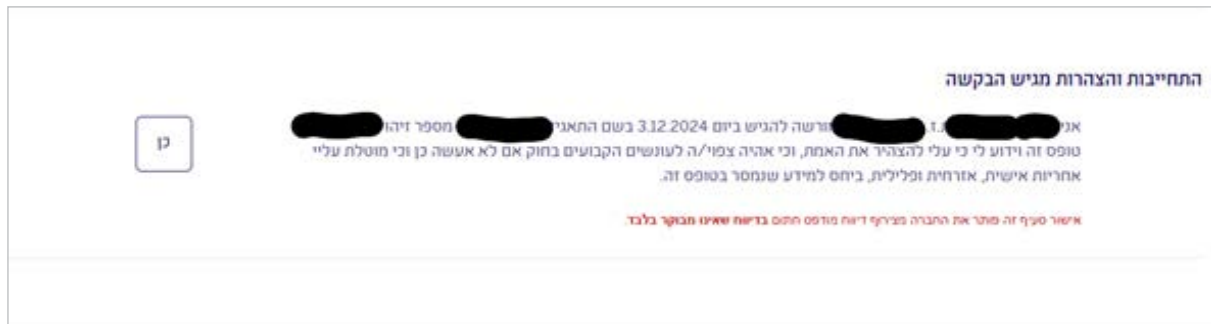 התחייבות והצהרות מגיש הבקשה
אני ת.ז. מורשה להגיש ביום 3.12.2024 בשם התאגיד מספר זיהוי
טופס זה וידוע לי כי עלי להצהיר את האמת, וכי אהיה צפוי/ה לעונשים הקבועים בחוק אם לא אעשה כן וכי מוטלת עליי
אחריות אישית, אזרחית ופלילית, ביחס למידע שנמסר בטופס זה.
כן
אישור סעיף זה פותר את החברה מצירוף דיווח מודפס חתום בדיווח שאינו מבוקר בלבד.